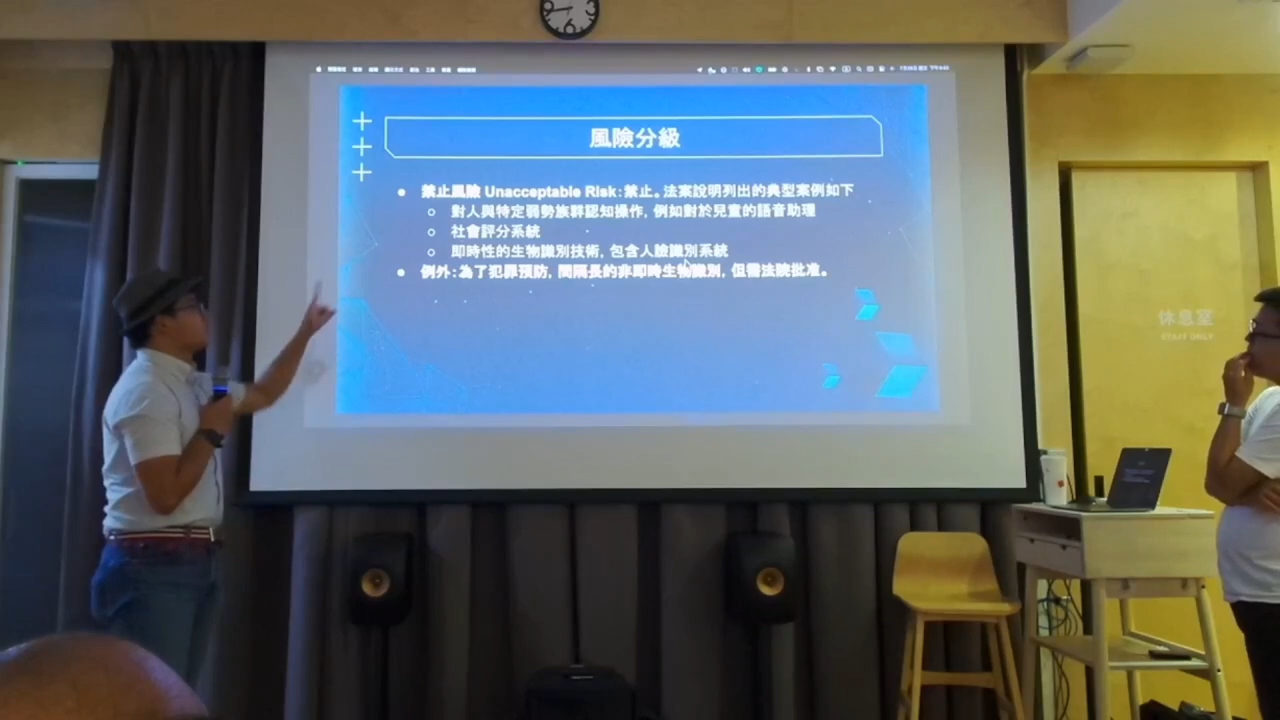 風險分級
● 禁止風險 Unacceptable Risk：禁止。法案說明列出的典型案例如下
○ 對人與特定弱勢族群認知操作，例如對於兒童的語音助理
○ 社會評分系統
○ 即時性的生物識別技術，包含人臉識別系統
● 例外：為了犯罪預防，間隔長的非即時生物識別，但需法院批准。
休息室
STAFF ONLY